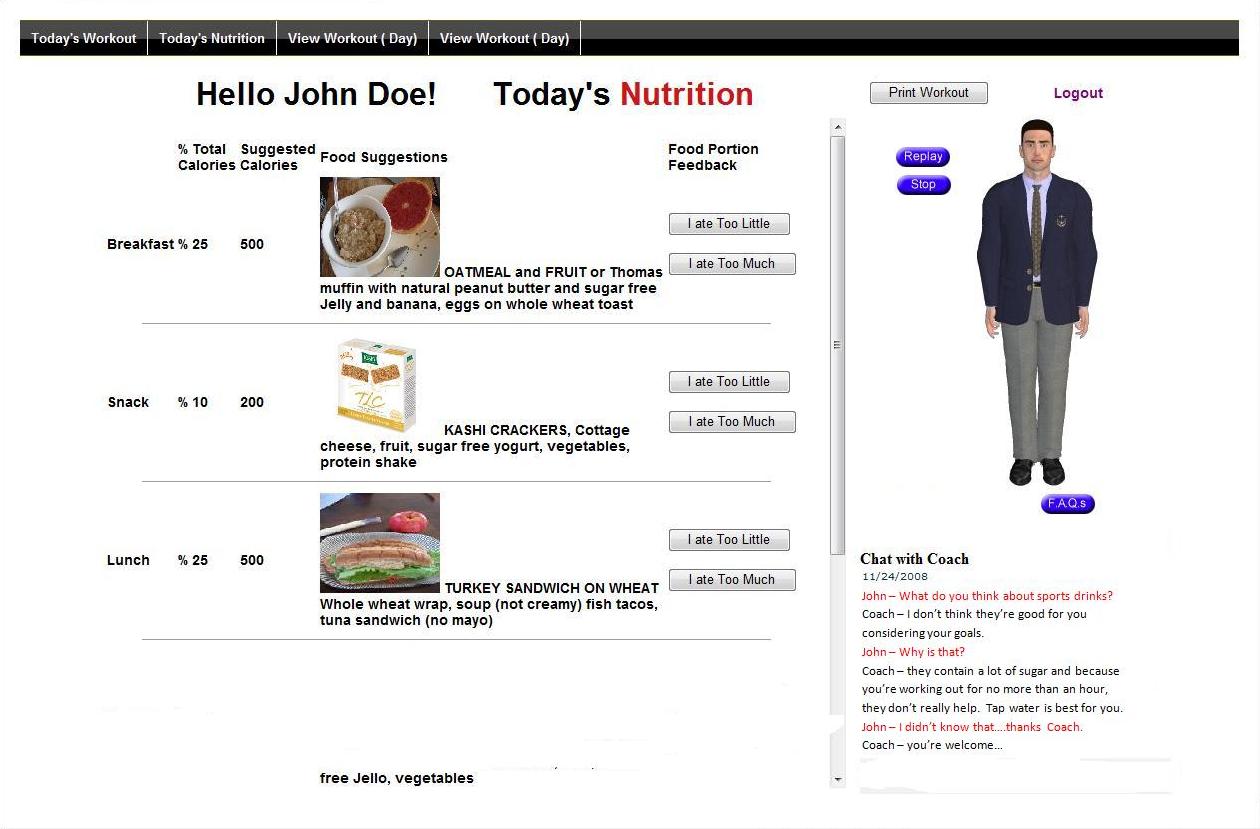 Today's Workout
Today's Nutrition
View Workout ( Day)
View Workout ( Day)
Hello John Doe!
Today's Nutrition
Print Workout
Logout
% Total Calories
Suggested Calories
Food Suggestions
Food Portion Feedback
Breakfast
% 25
500
OATMEAL and FRUIT or Thomas
muffin with natural peanut butter and sugar free
Jelly and banana, eggs on whole wheat toast
I ate Too Little
I ate Too Much
Snack
% 10
200
TLC
KASHI CRACKERS, Cottage
cheese, fruit, sugar free yogurt, vegetables,
protein shake
I ate Too Little
I ate Too Much
Lunch
% 25
500
TURKEY SANDWICH ON WHEAT
Whole wheat wrap, soup (not creamy) fish tacos,
tuna sandwich (no mayo)
I ate Too Little
I ate Too Much
free Jello, vegetables
Replay
Stop
F.A.Q.s
Chat with Coach
11/24/2008
John – What do you think about sports drinks?
Coach – I don't think they're good for you
considering your goals.
John – Why is that?
Coach – they contain a lot of sugar and because
you're working out for no more than an hour,
they don't really help. Tap water is best for you.
John – I didn't know that....thanks Coach.
Coach – you're welcome...